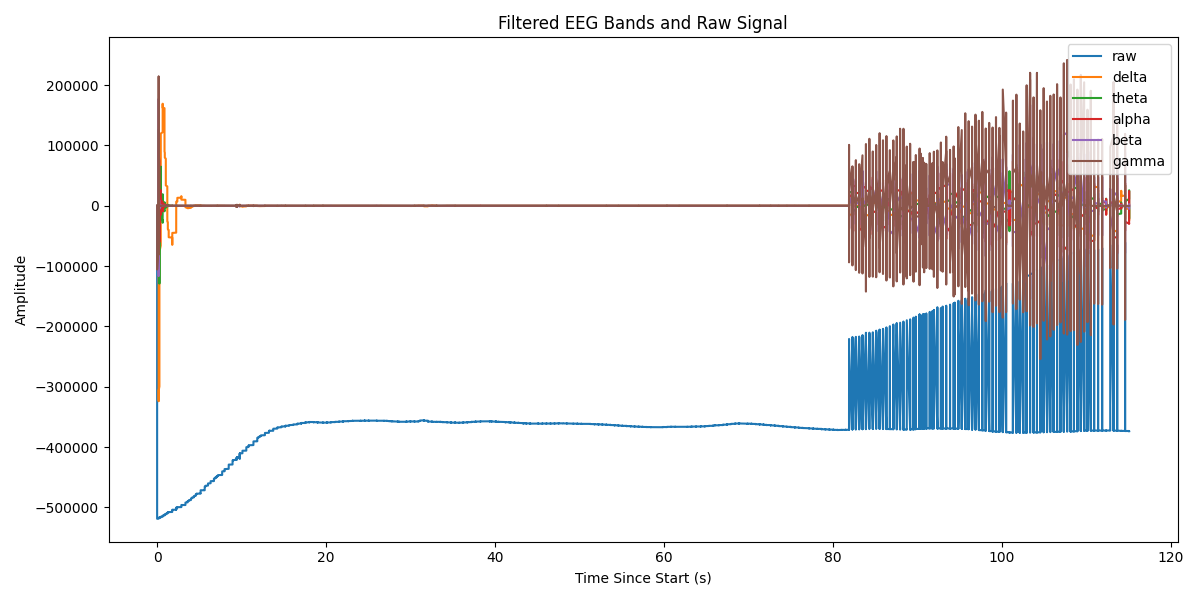 Filtered EEG Bands and Raw Signal
raw
delta
theta
alpha
beta
gamma
200000
100000
0
−100000
−200000
−300000
−400000
−500000
Amplitude
0 20 40 60 80 100 120
Time Since Start (s)